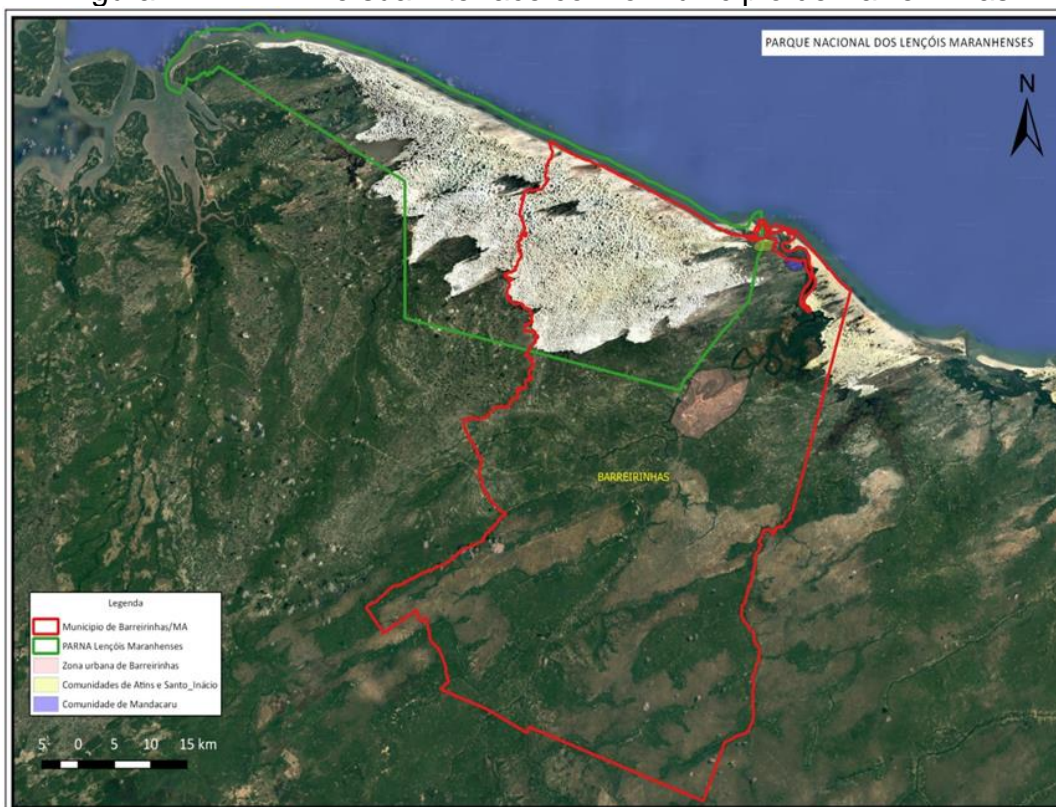 PARQUE NACIONAL DOS LENÇÓIS MARANHENSES
N
BARREIRINHAS
Legenda
Municipio de Barreirinhas/MA
PARNA Lençóis Maranhenses
Zona urbana de Barreirinhas
Comunidades de Atins e Santo_Inácio
Comunidade de Mandacaru
5 0 5 10 15 km